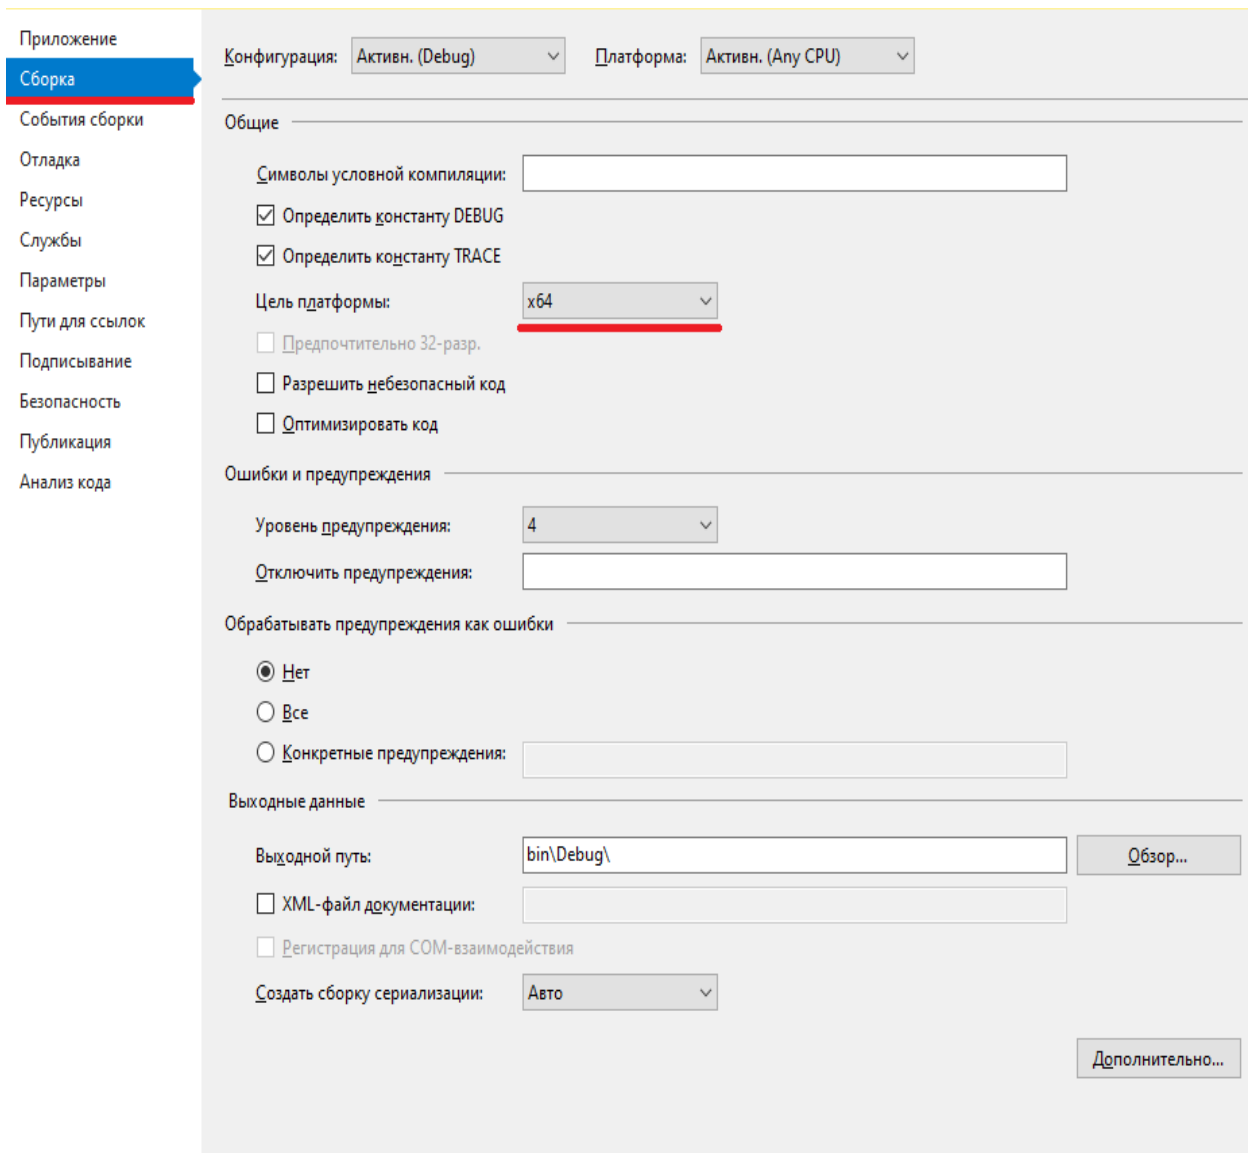 Приложение
Сборка
События сборки
Отладка
Ресурсы
Службы
Параметры
Пути для ссылок
Подписывание
Безопасность
Публикация
Анализ кода
Конфигурация: Активн. (Debug) Платформа: Активн. (Any CPU)
Общие
Символы условной компиляции:
Определить константу DEBUG
Определить константу TRACE
Цель платформы: x64
Предпочтительно 32-разр.
Разрешить небезопасный код
Оптимизировать код
Ошибки и предупреждения
Уровень предупреждения: 4
Отключить предупреждения:
Обрабатывать предупреждения как ошибки
Нет
Все
Конкретные предупреждения:
Выходные данные
Выходной путь: bin\Debug\ Обзор...
XML-файл документации:
Регистрация для COM-взаимодействия
Создать сборку сериализации: Авто
Дополнительно...